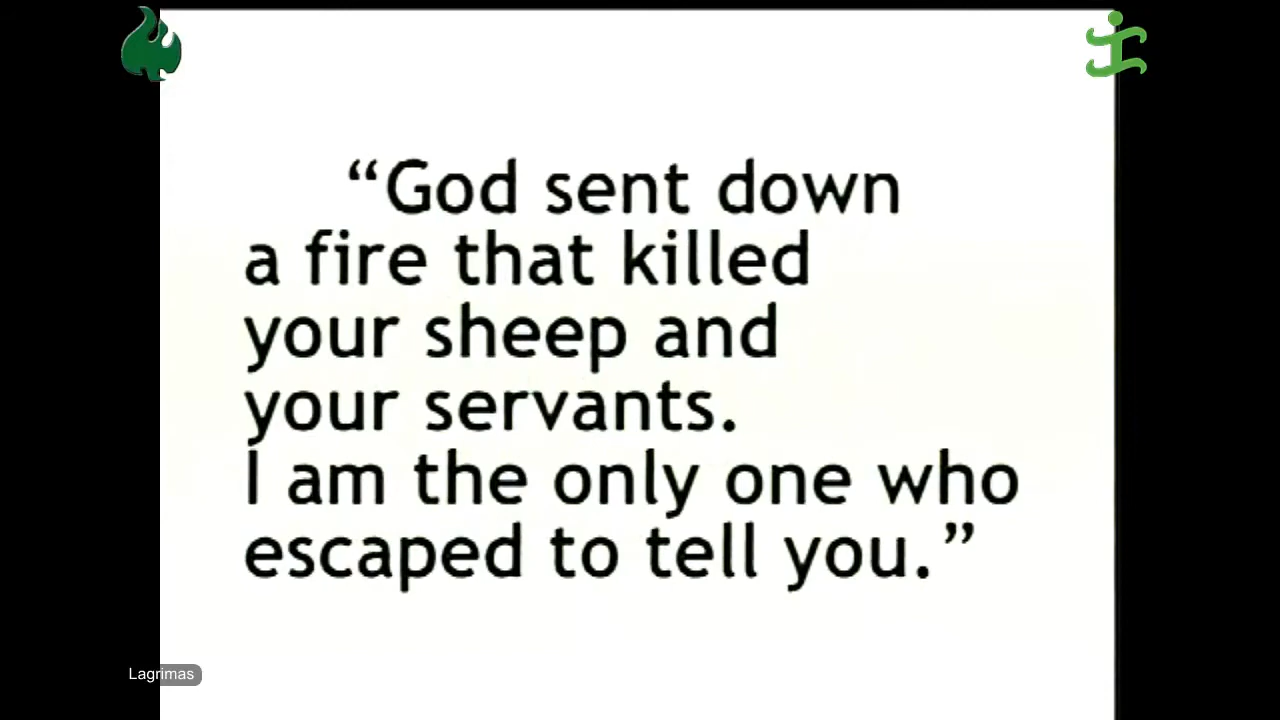 “God sent down
a fire that killed
your sheep and
your servants.
I am the only one who
escaped to tell you.”
Lagrimas